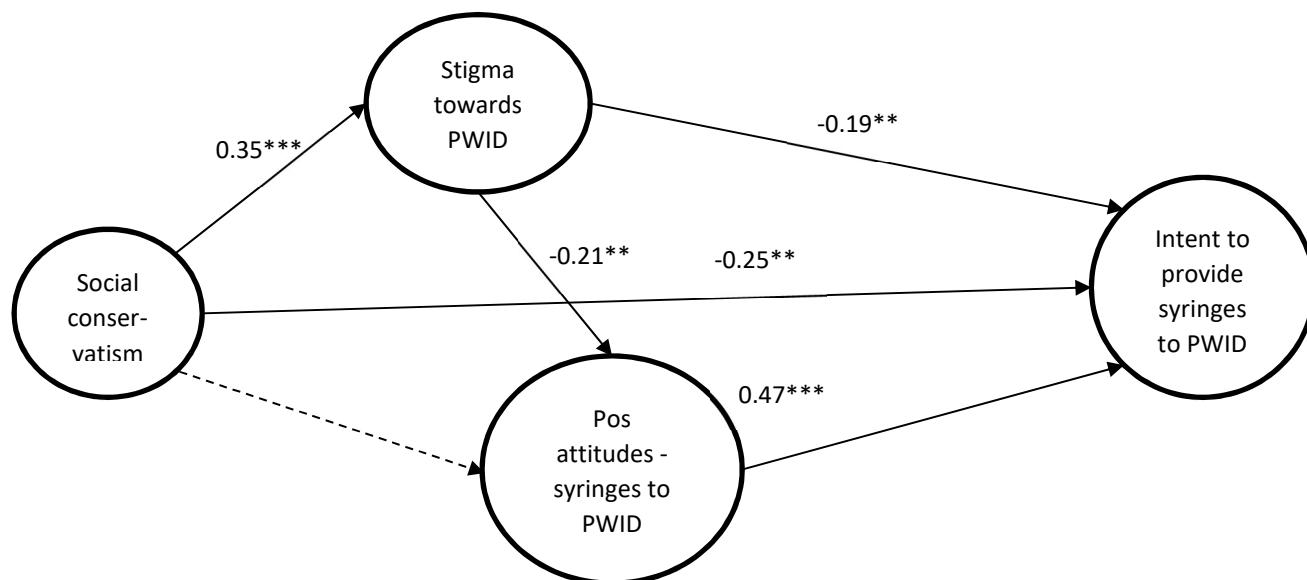 Stigma
towards
PWID
-0.19**
0.35***
Intent to
provide
syringes
to PWID
-0.21**
-0.25**
Social
conser-
vatism
0.47***
Pos
attitudes -
syringes to
PWID